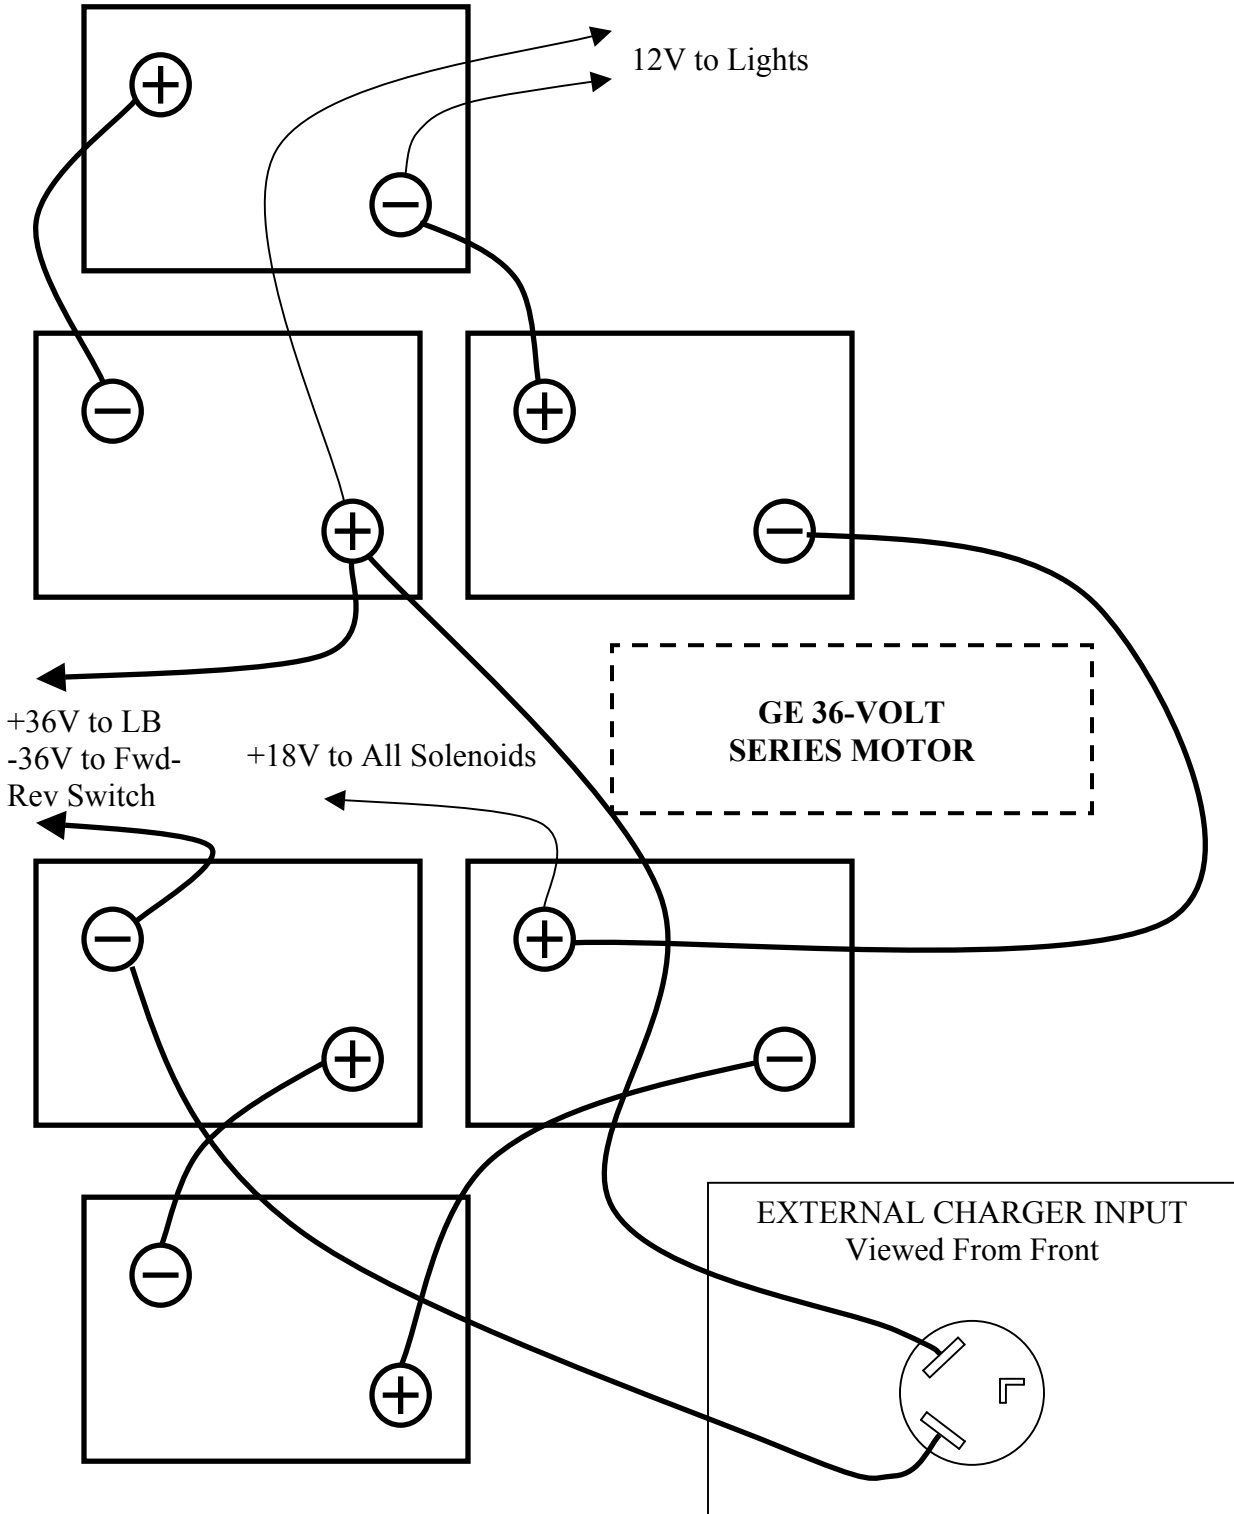 12V to Lights
GE 36-VOLT
SERIES MOTOR
+36V to LB
-36V to Fwd-
Rev Switch
+18V to All Solenoids
EXTERNAL CHARGER INPUT
Viewed From Front